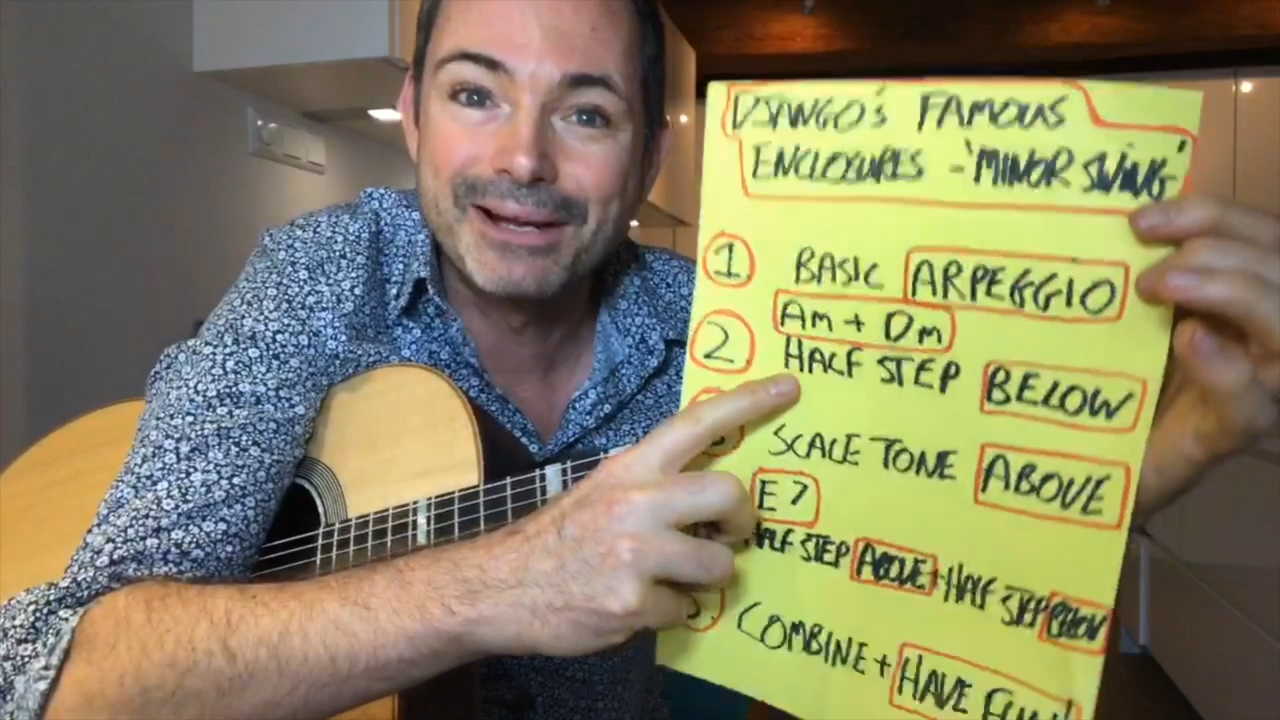 DJANGO'S FAMOUS
ENCLOSURES - 'MINOR SWING'
1. BASIC ARPEGGIO
Am + Dm
2. HALF STEP BELOW
SCALE TONE ABOVE
E7
HALF STEP ABOVE + HALF STEP BELOW
COMBINE + HAVE FUN!